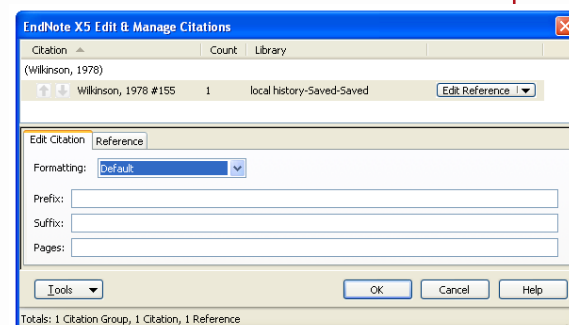 EndNote X5 Edit & Manage Citations
Citation Count Library
(Wilkinson, 1978)
Wilkinson, 1978 #155 1 local history-Saved-Saved Edit Reference
Edit Citation Reference
Formatting: Default
Prefix:
Suffix:
Pages:
Tools OK Cancel Help
Totals: 1 Citation Group, 1 Citation, 1 Reference